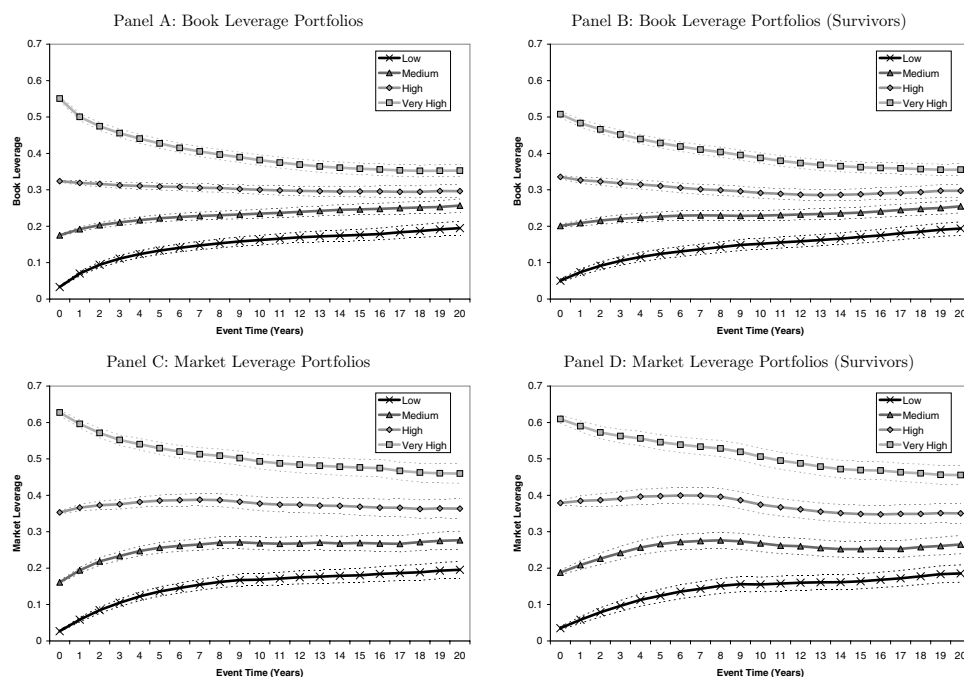 Panel A: Book Leverage Portfolios
0.7
0.6
0.5
0.4
0.3
0.2
0.1
0
Book Leverage
Low
Medium
High
Very High
0 1 2 3 4 5 6 7 8 9 10 11 12 13 14 15 16 17 18 19 20
Event Time (Years)
Panel B: Book Leverage Portfolios (Survivors)
0.7
0.6
0.5
0.4
0.3
0.2
0.1
0
Book Leverage
Low
Medium
High
Very High
0 1 2 3 4 5 6 7 8 9 10 11 12 13 14 15 16 17 18 19 20
Event Time (Years)
Panel C: Market Leverage Portfolios
0.7
0.6
0.5
0.4
0.3
0.2
0.1
0
Market Leverage
Low
Medium
High
Very High
0 1 2 3 4 5 6 7 8 9 10 11 12 13 14 15 16 17 18 19 20
Event Time (Years)
Panel D: Market Leverage Portfolios (Survivors)
0.7
0.6
0.5
0.4
0.3
0.2
0.1
0
Market Leverage
Low
Medium
High
Very High
0 1 2 3 4 5 6 7 8 9 10 11 12 13 14 15 16 17 18 19 20
Event Time (Years)